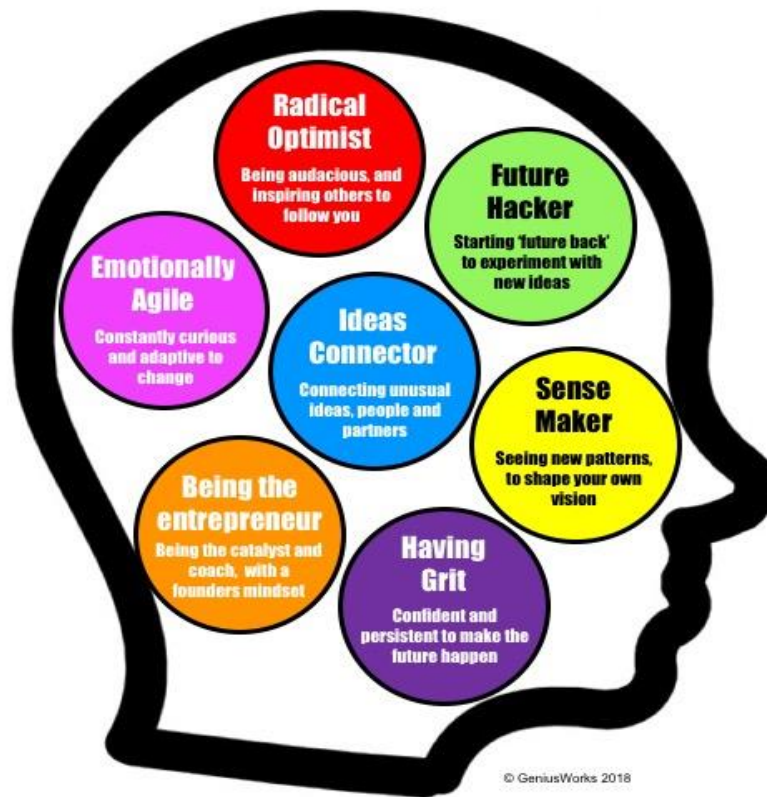 Radical
Optimist
Being audacious, and
inspiring others to
follow you
Future
Hacker
Starting ‘future back’
to experiment with
new ideas
Emotionally
Agile
Constantly curious
and adaptive to
change
Ideas
Connector
Connecting unusual
ideas, people and
partners
Sense
Maker
Seeing new patterns,
to shape your own
vision
Being the
entrepreneur
Being the catalyst and
coach, with a
founders mindset
Having
Grit
Confident and
persistent to make the
future happen
© GeniusWorks 2018